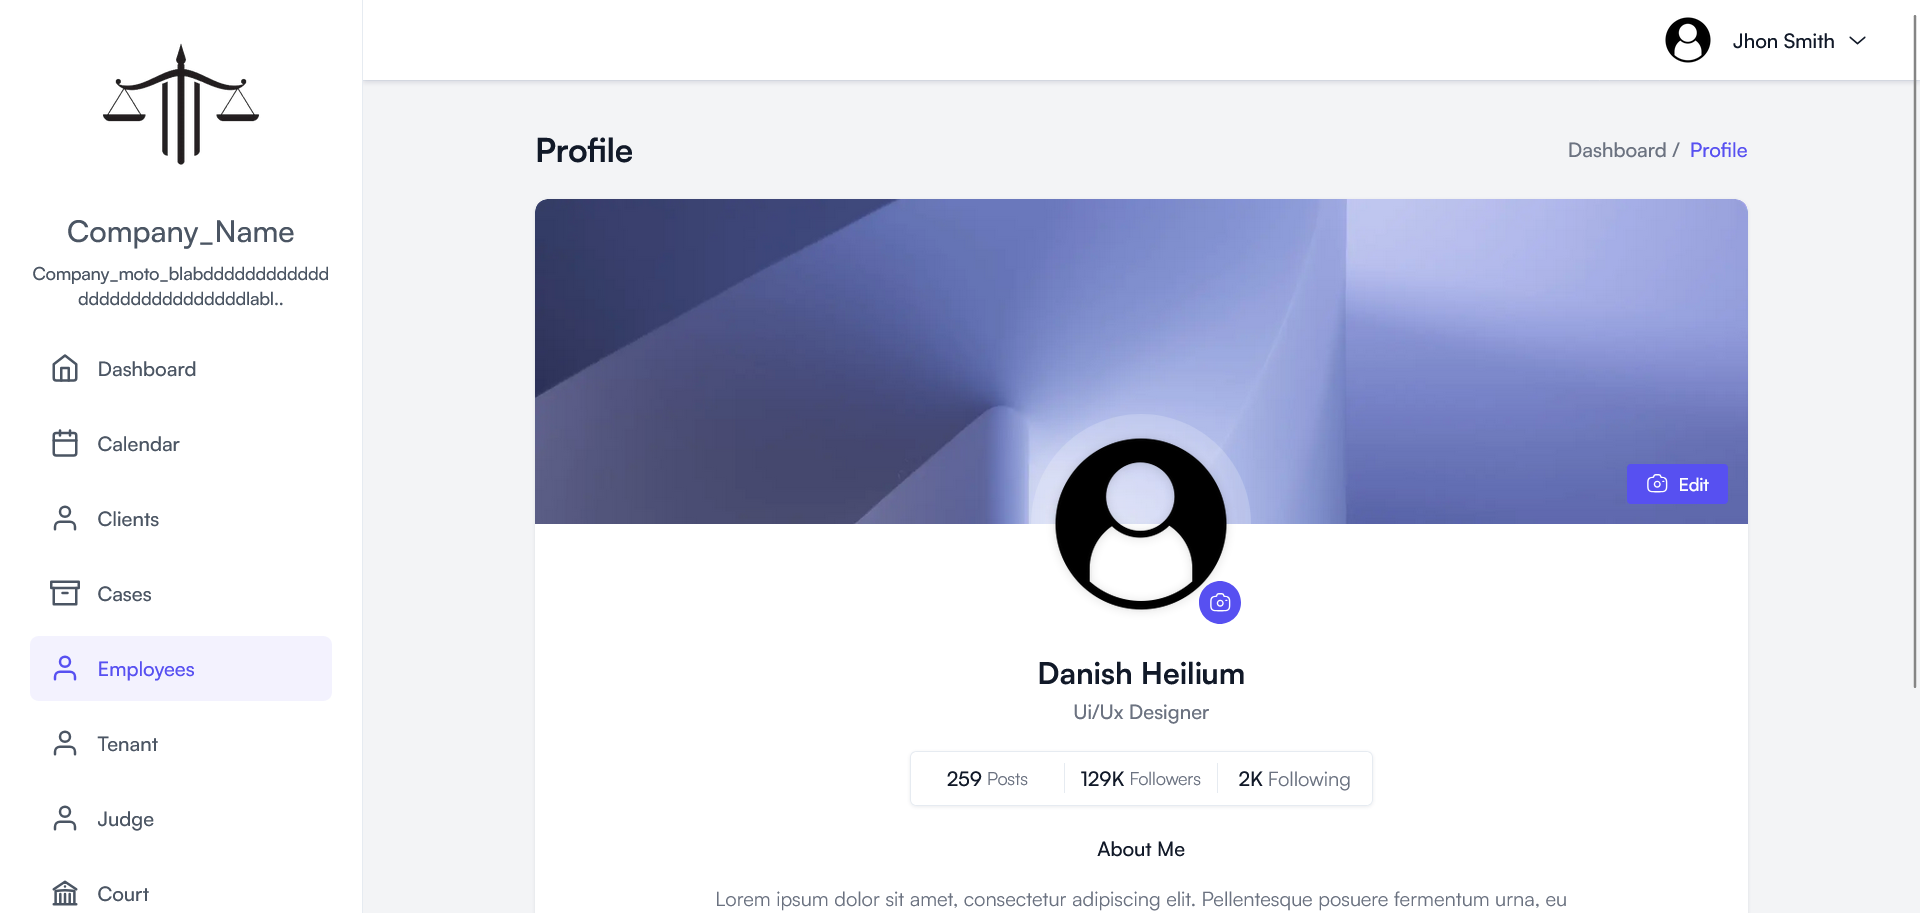 Jhon Smith
Company_Name
Company_moto_blabdddddddddddd
ddddddddddddddddlabl..
Dashboard
Calendar
Clients
Cases
Employees
Tenant
Judge
Court
Profile
Dashboard / Profile
Edit
Danish Heilium
Ui/Ux Designer
259 Posts
129K Followers
2K Following
About Me
Lorem ipsum dolor sit amet, consectetur adipiscing elit. Pellentesque posuere fermentum urna, eu